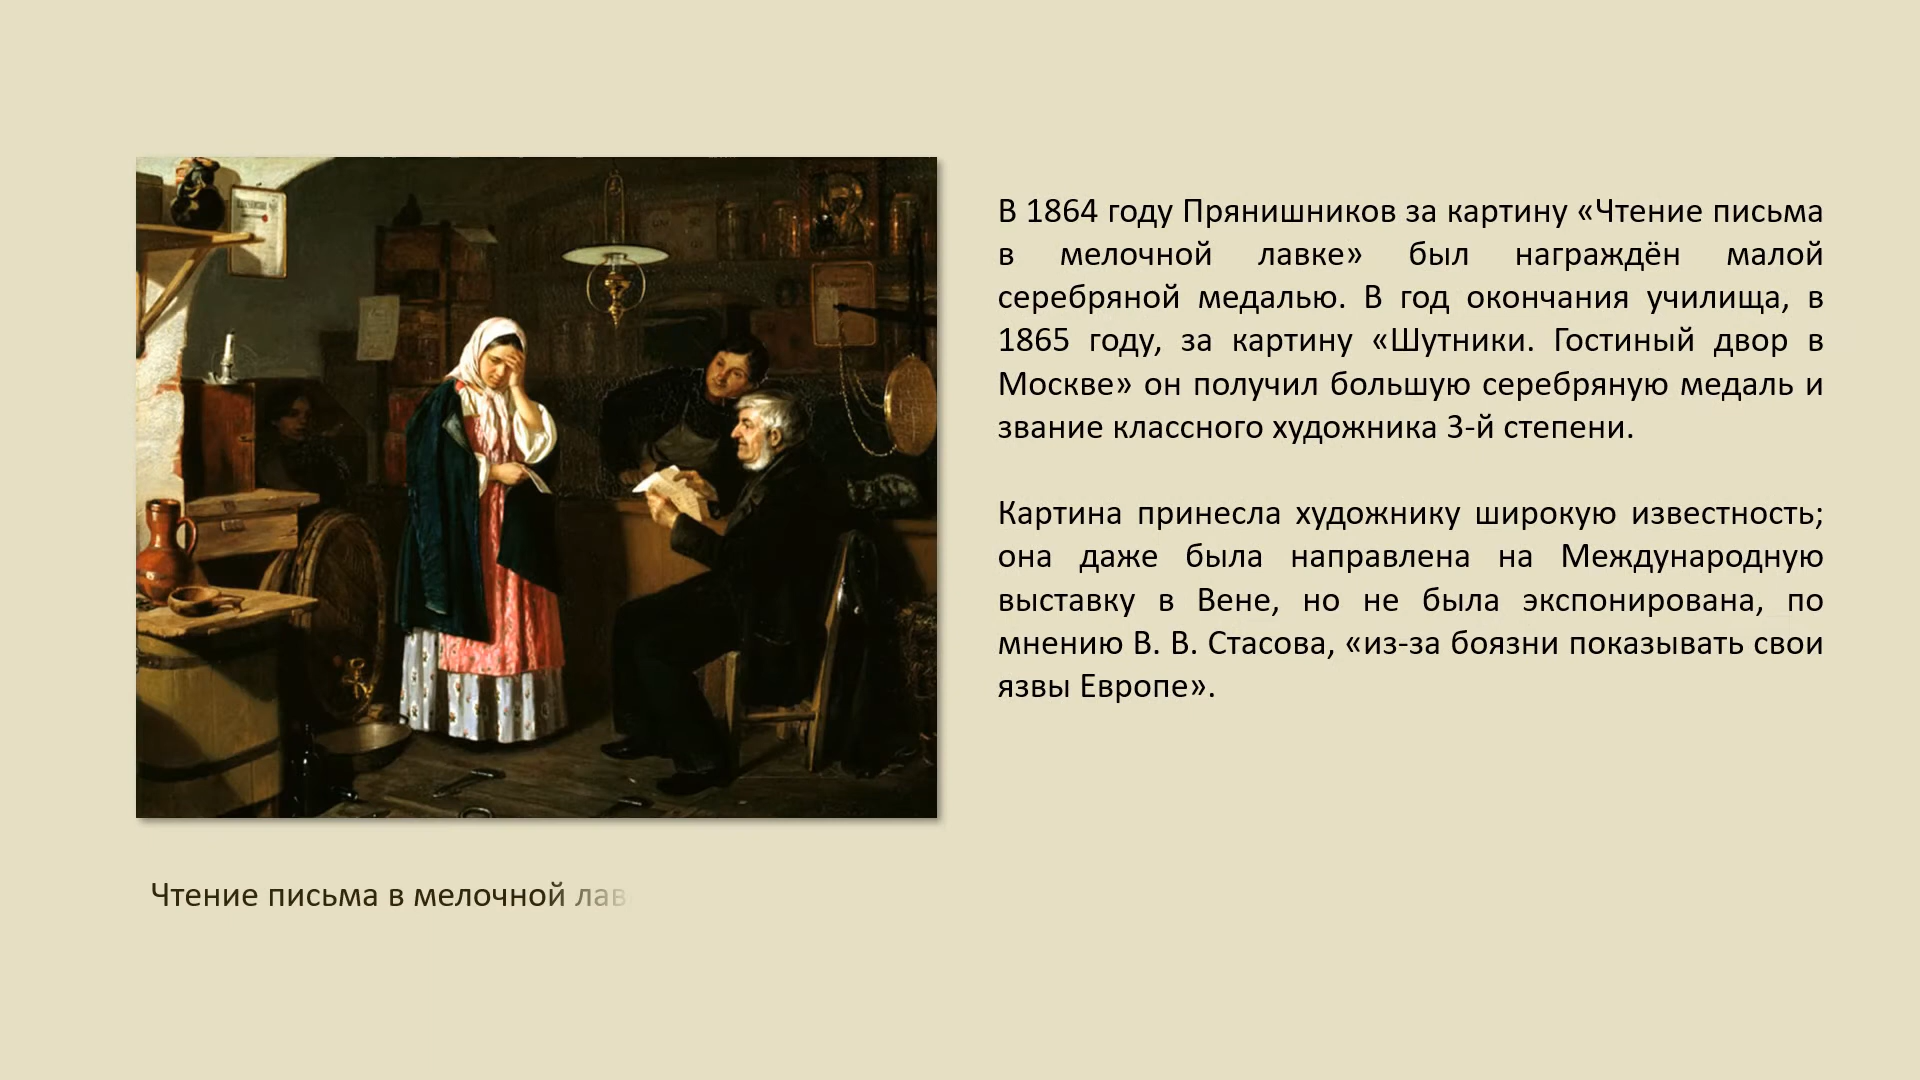 В 1864 году Прянишников за картину «Чтение письма
в мелочной лавке» был награждён малой
серебряной медалью. В год окончания училища, в
1865 году, за картину «Шутники. Гостиный двор в
Москве» он получил большую серебряную медаль и
звание классного художника 3-й степени.
Картина принесла художнику широкую известность;
она даже была направлена на Международную
выставку в Вене, но не была экспонирована, по
мнению В. В. Стасова, «из-за боязни показывать свои
язвы Европе».
Чтение письма в мелочной лав